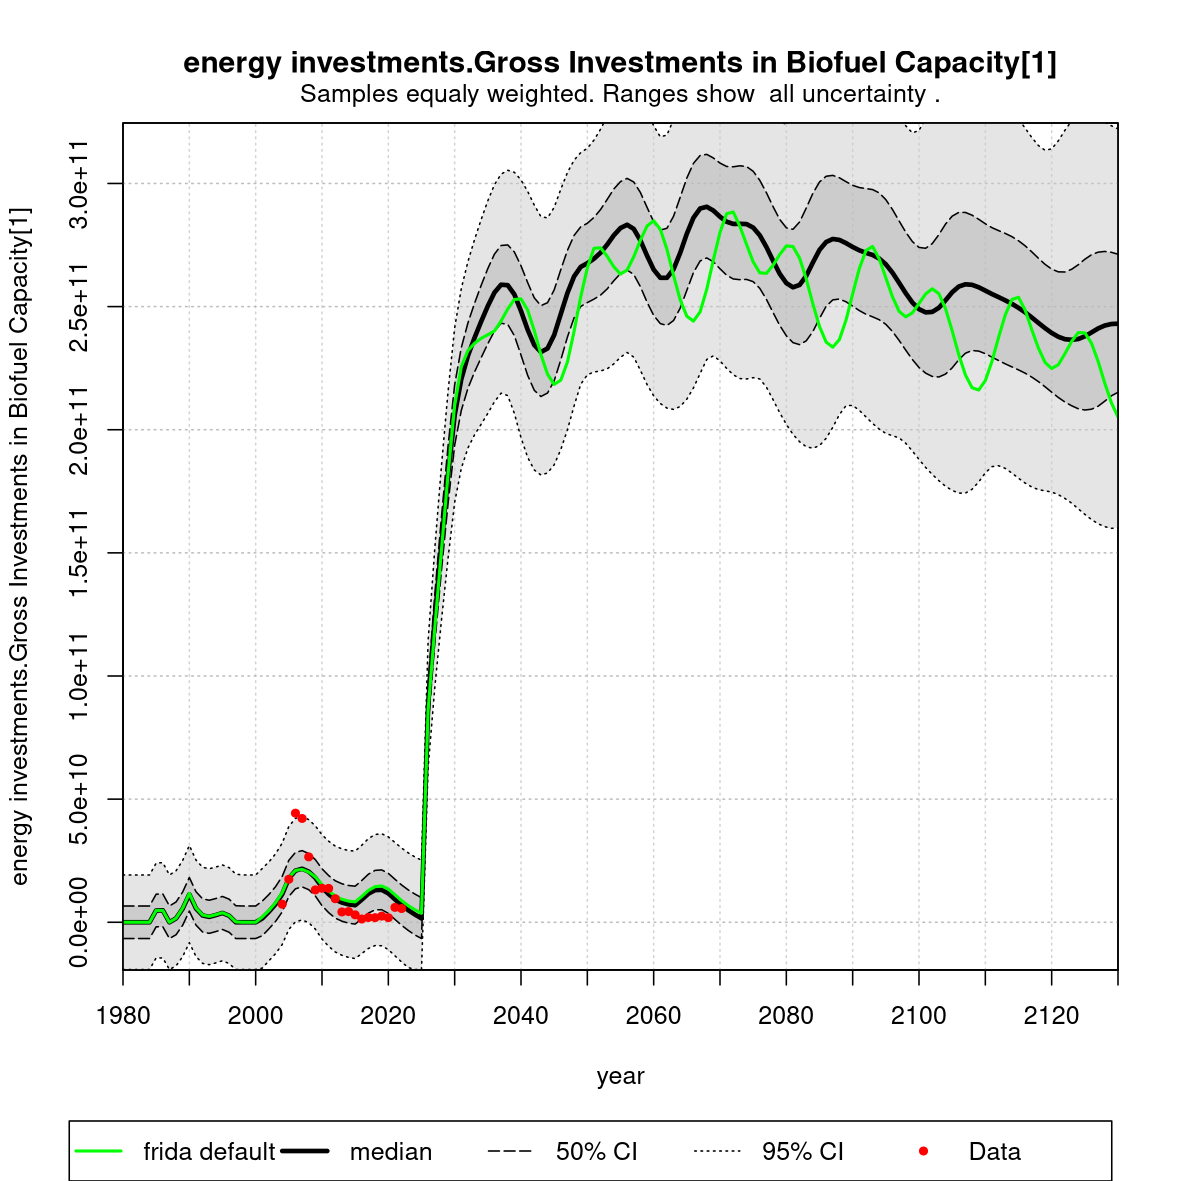 energy investments.Gross Investments in Biofuel Capacity[1]
Samples equaly weighted. Ranges show  all uncertainty .
energy investments.Gross Investments in Biofuel Capacity[1]
3.0e+11
2.5e+11
2.0e+11
1.5e+11
1.0e+11
5.0e+10
0.0e+00
1980 2000 2020 2040 2060 2080 2100 2120
year
frida default median 50% CI 95% CI Data